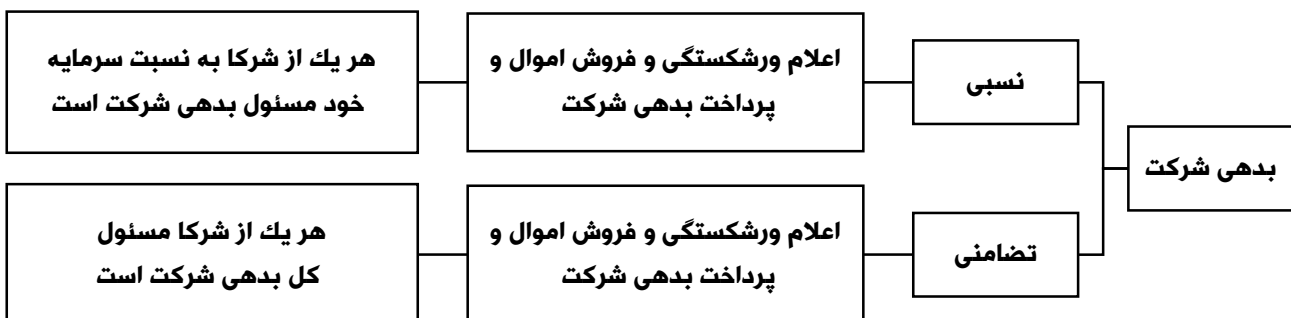 بدهی شرکت
نسبی
اعلام ورشکستگی و فروش اموال و
پرداخت بدهی شرکت
هر یك از شرکا به نسبت سرمایه
خود مسئول بدهی شرکت است
تضامنی
اعلام ورشکستگی و فروش اموال و
پرداخت بدهی شرکت
هر یك از شرکا مسئول
کل بدهی شرکت است